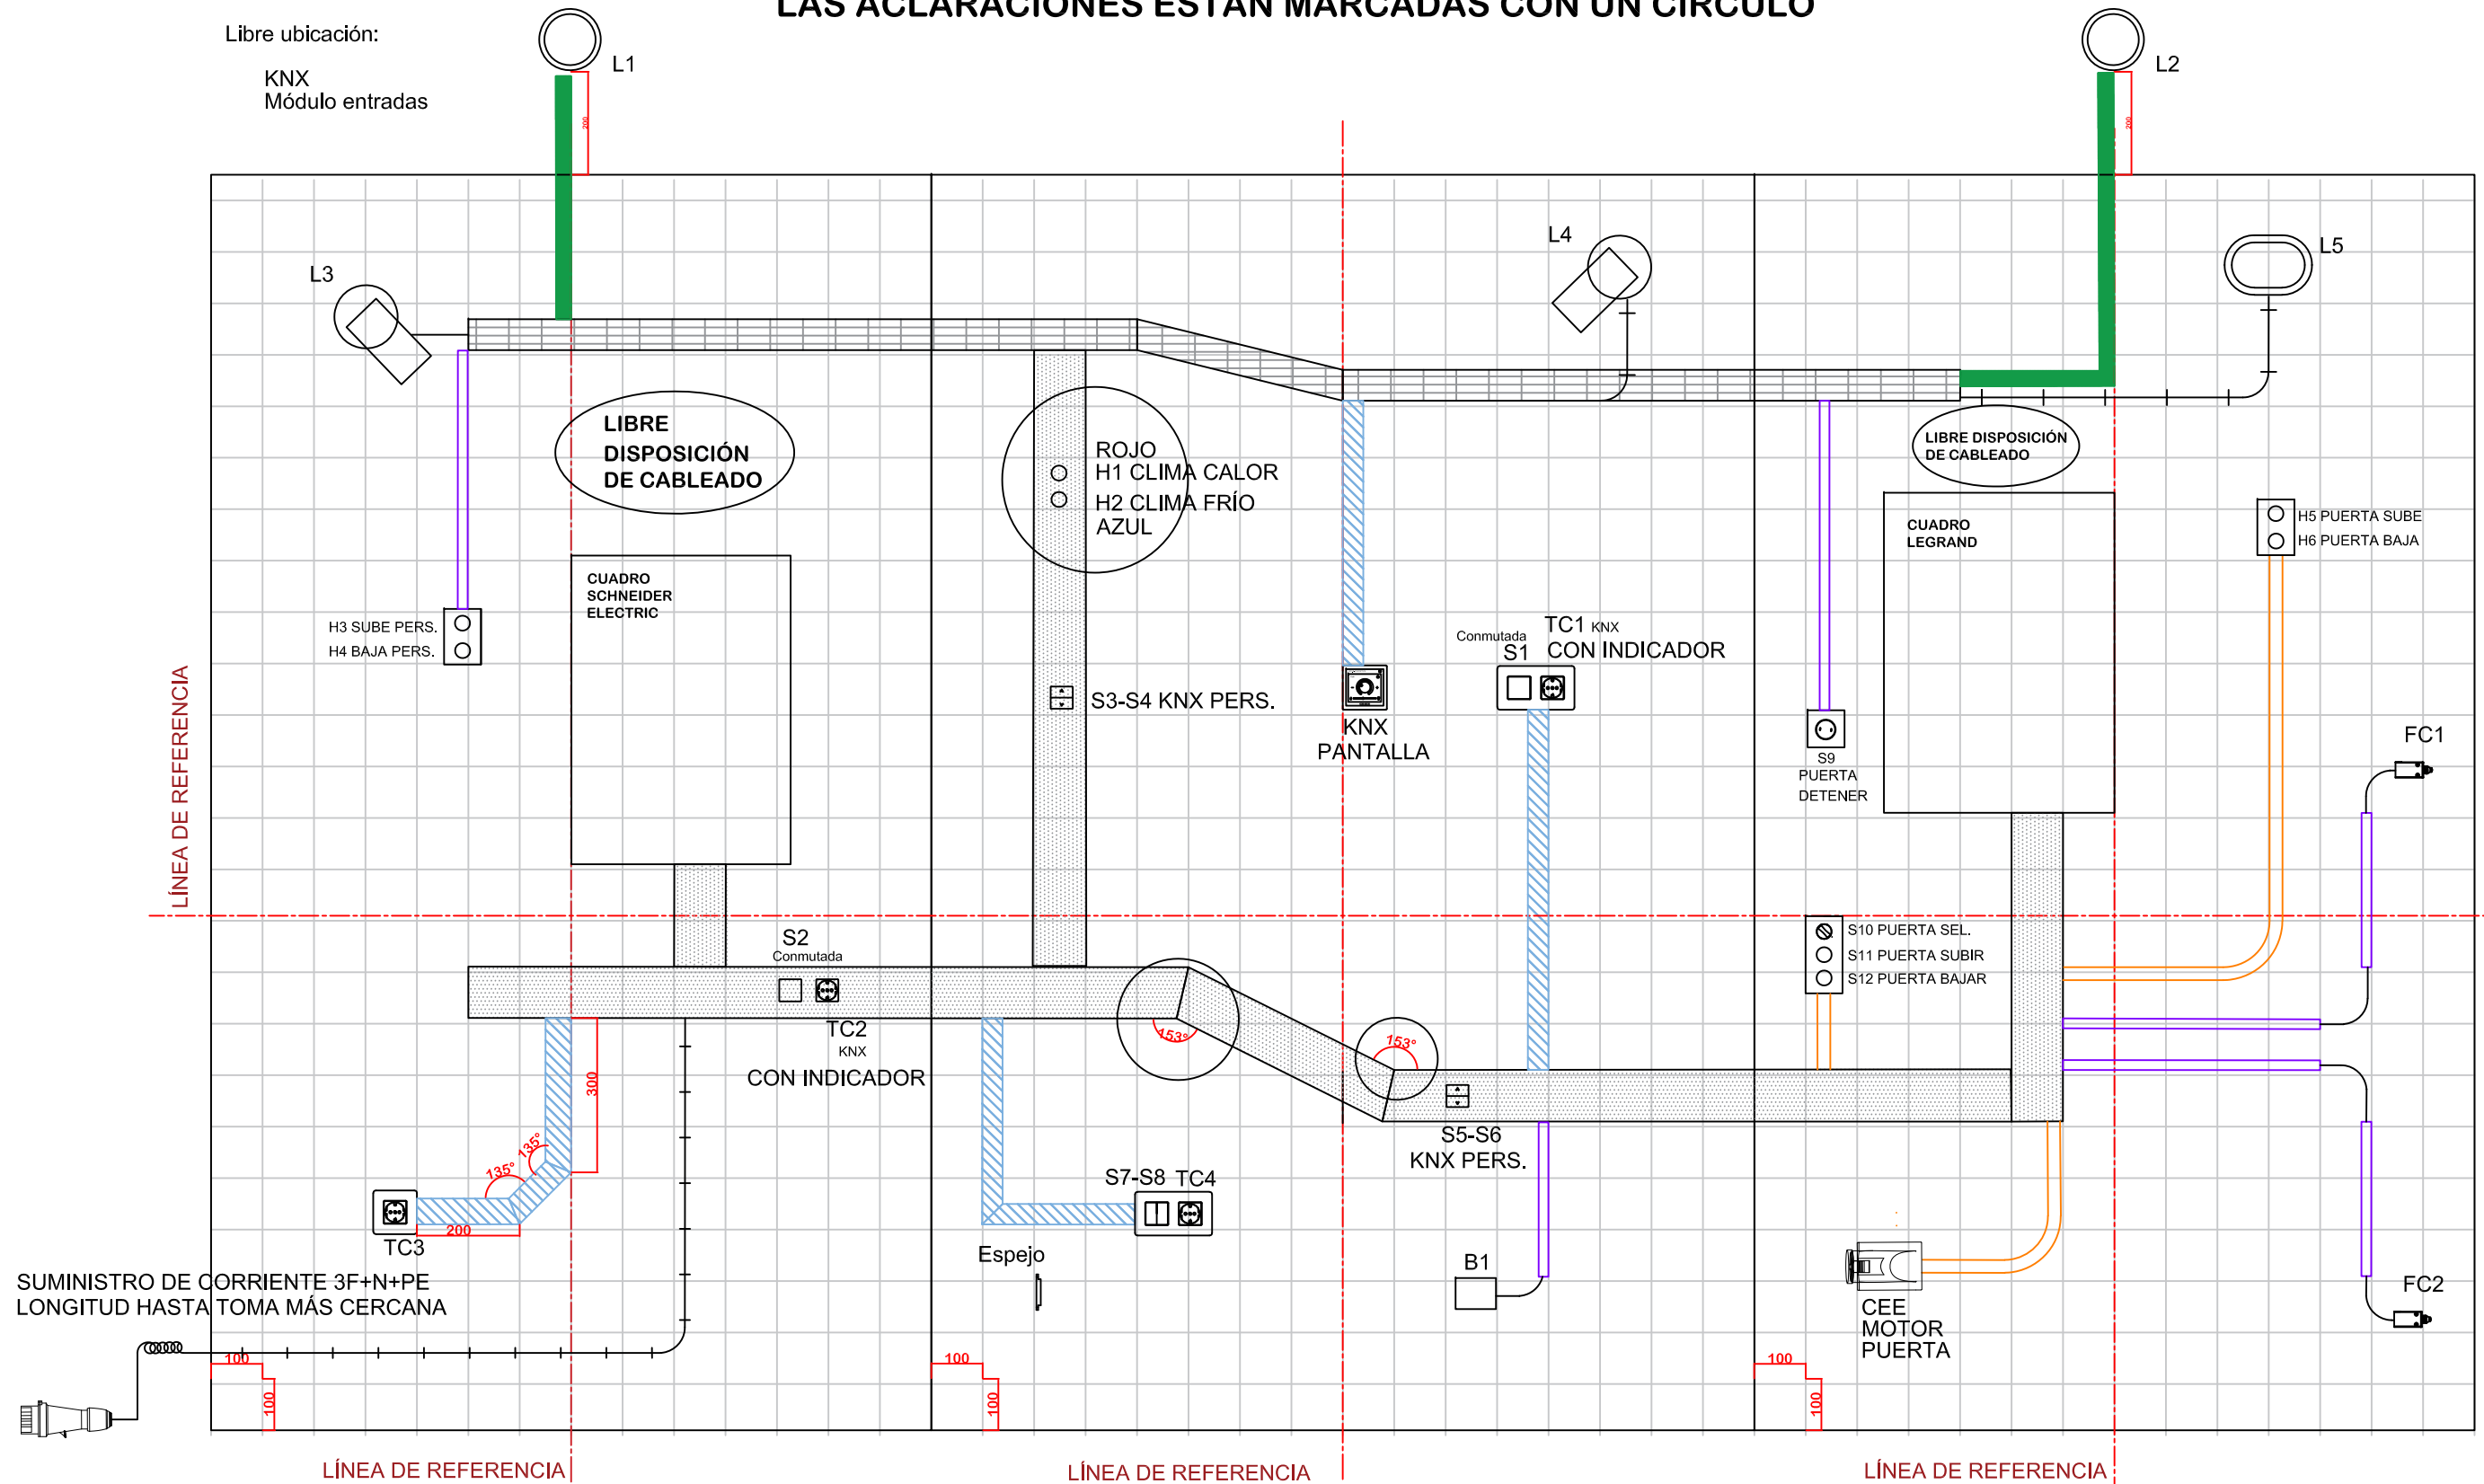 LAS ACLARACIONES ESTÁN MARCADAS CON UN CÍRCULO
Libre ubicación:
KNX
Módulo entradas
L1
200
L2
200
L3
L4
L5
LIBRE
DISPOSICIÓN
DE CABLEADO
ROJO
H1 CLIMA CALOR
H2 CLIMA FRÍO
AZUL
LIBRE DISPOSICIÓN
DE CABLEADO
CUADRO
SCHNEIDER
ELECTRIC
CUADRO
LEGRAND
H5 PUERTA SUBE
H6 PUERTA BAJA
H3 SUBE PERS.
H4 BAJA PERS.
LÍNEA DE REFERENCIA
S3-S4 KNX PERS.
KNX
PANTALLA
Conmutada
S1
TC1 KNX
CON INDICADOR
S9
PUERTA
DETENER
FC1
S2
Conmutada
TC2
KNX
CON INDICADOR
S10 PUERTA SEL.
S11 PUERTA SUBIR
S12 PUERTA BAJAR
153°
153°
300
135°
135°
200
TC3
S7-S8 TC4
S5-S6
KNX PERS.
Espejo
B1
CEE
MOTOR
PUERTA
FC2
SUMINISTRO DE CORRIENTE 3F+N+PE
LONGITUD HASTA TOMA MÁS CERCANA
100
100
100
100
100
100
LÍNEA DE REFERENCIA
LÍNEA DE REFERENCIA
LÍNEA DE REFERENCIA